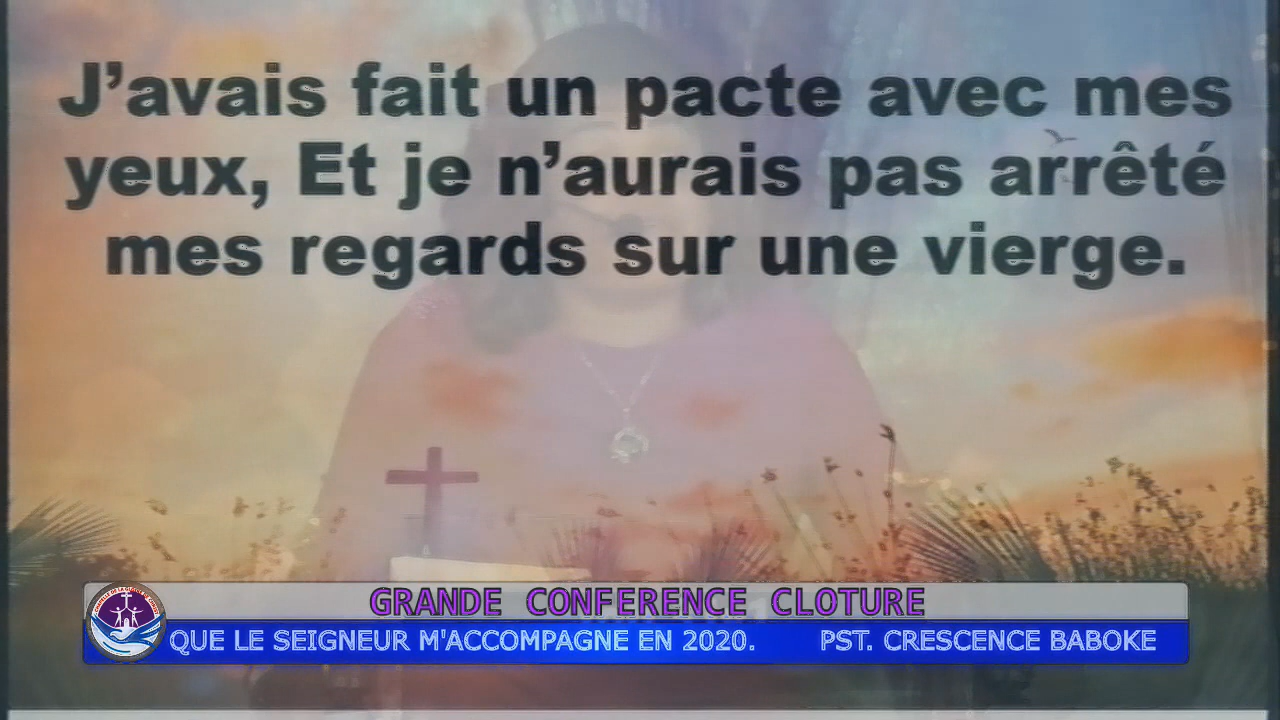 J’avais fait un pacte avec mes
yeux, Et je n’aurais pas arrêté
mes regards sur une vierge.
GRANDE CONFERENCE CLOTURE
QUE LE SEIGNEUR M'ACCOMPAGNE EN 2020. PST. CRESCENCE BABOKE